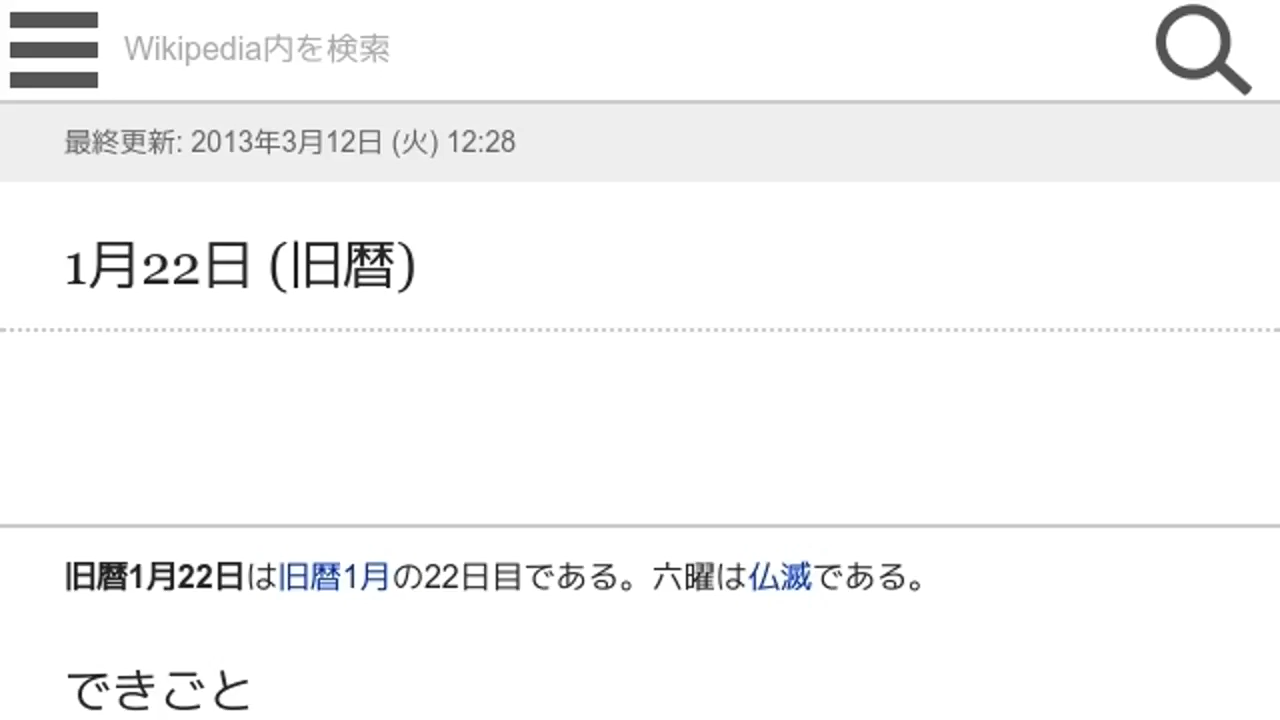 Wikipedia内を検索
最終更新: 2013年3月12日 (火) 12:28
1月22日 (旧暦)
旧暦1月22日は旧暦1月の22日目である。六曜は仏滅である。
できごと